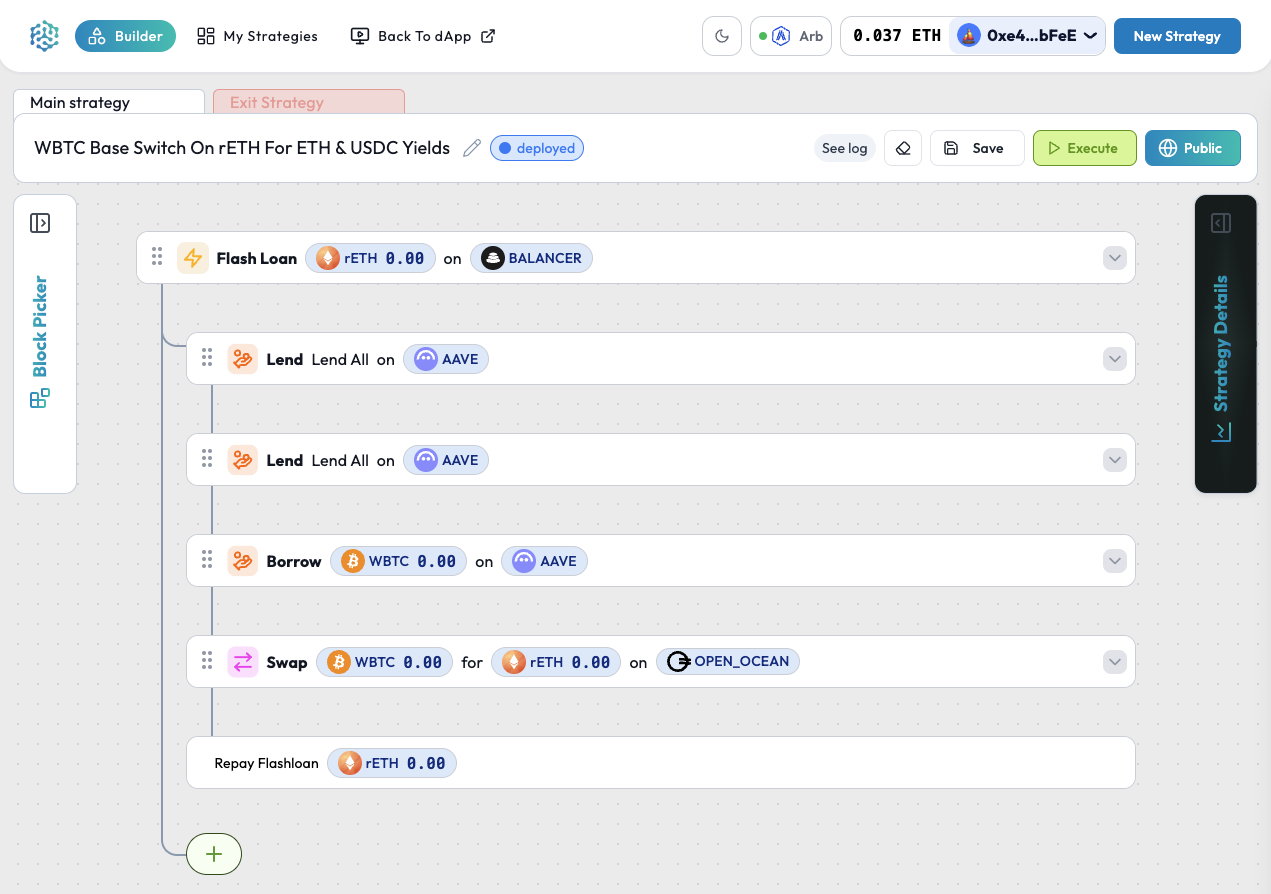 Builder My Strategies Back To dApp Arb 0.037 ETH 0xe4...bFeE New Strategy
Main strategy Exit Strategy
WBTC Base Switch On rETH For ETH & USDC Yields deployed See log Save Execute Public
Block Picker
Flash Loan rETH 0.00 on BALANCER
Lend Lend All on AAVE
Lend Lend All on AAVE
Borrow WBTC 0.00 on AAVE
Swap WBTC 0.00 for rETH 0.00 on OPEN_OCEAN
Repay Flashloan rETH 0.00
Strategy Details